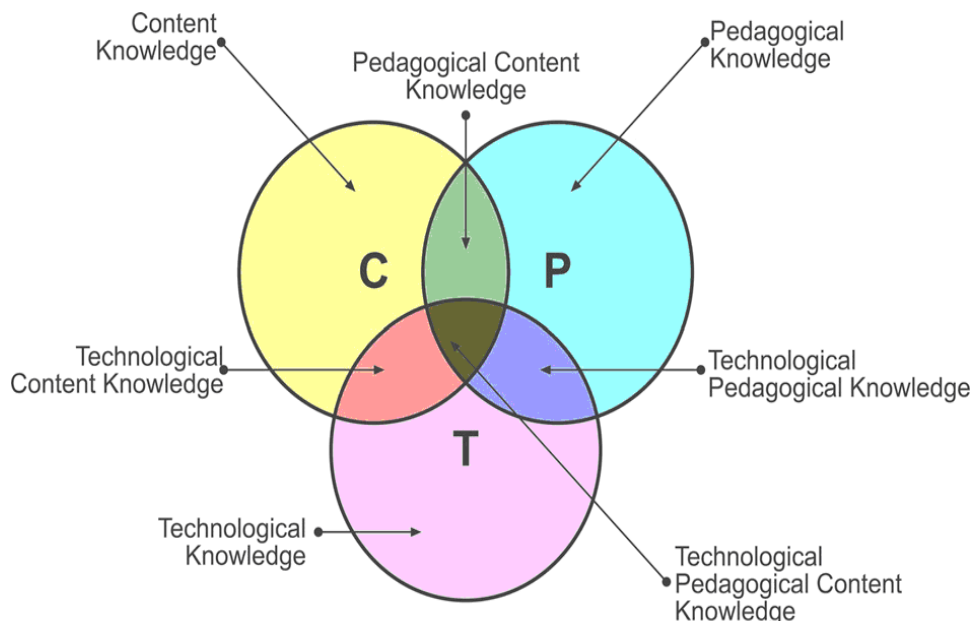 Content
Knowledge
Pedagogical Content
Knowledge
Pedagogical
Knowledge
C
P
Technological
Content Knowledge
Technological
Pedagogical Knowledge
T
Technological
Knowledge
Technological
Pedagogical Content
Knowledge